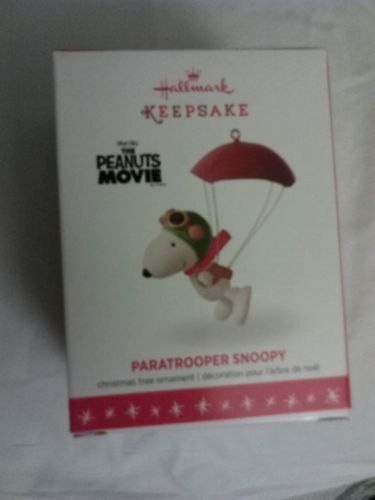 Hallmark
KEEPSAKE
THE
PEANUTS
MOVIE
PARATROOPER SNOOPY
christmas tree ornament | décoration pour l'arbre de noël